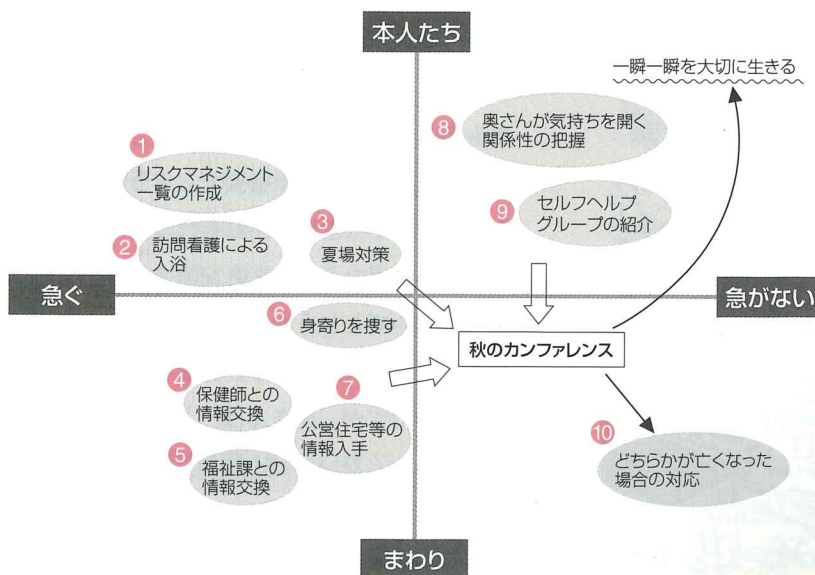 本人たち
一瞬一瞬を大切に生きる
8
奥さんが気持ちを開く
関係性の把握
1
リスクマネジメント
一覧の作成
9
セルフヘルプ
グループの紹介
2
訪問看護による
入浴
3
夏場対策
急ぐ
急がない
6
身寄りを捜す
秋のカンファレンス
4
保健師との
情報交換
7
公営住宅等の
情報入手
5
福祉課との
情報交換
10
どちらかが亡くなった
場合の対応
まわり